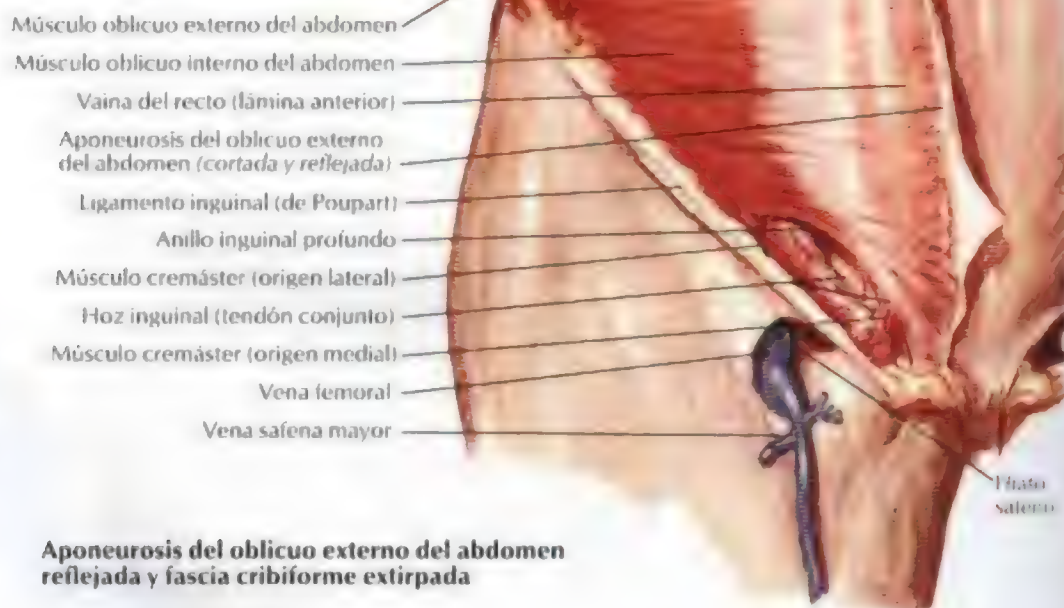 Músculo oblicuo externo del abdomen
Músculo oblicuo interno del abdomen
Vaina del recto (lámina anterior)
Aponeurosis del oblicuo externo
del abdomen (cortada y reflejada)
Ligamento inguinal (de Poupart)
Anillo inguinal profundo
Músculo cremáster (origen lateral)
Hoz inguinal (tendón conjunto)
Músculo cremáster (origen medial)
Vena femoral
Vena safena mayor
Hiato
safeno
Aponeurosis del oblicuo externo del abdomen
reflejada y fascia cribiforme extirpada